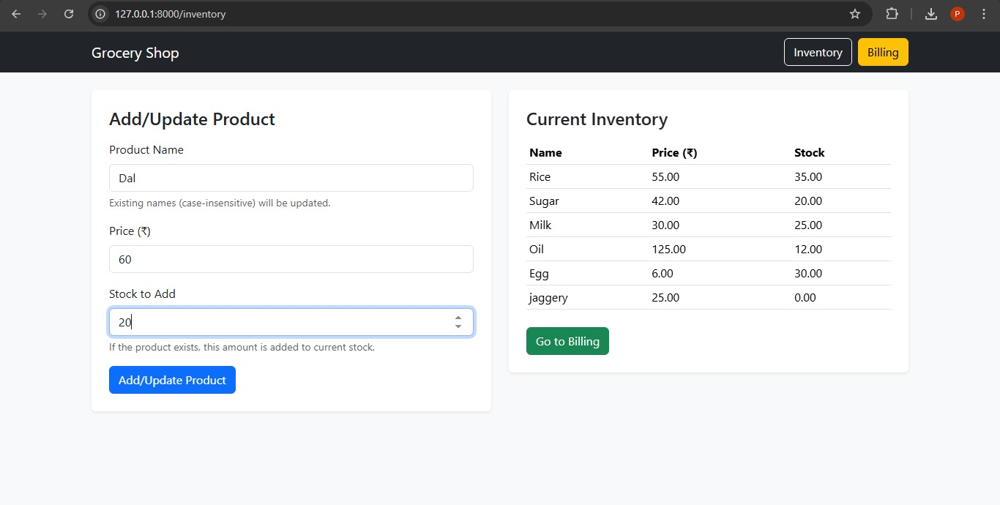 127.0.0.1:8000/inventory
P
Grocery Shop
Inventory Billing
Add/Update Product
Product Name
Dal
Existing names (case-insensitive) will be updated.
Price (₹)
60
Stock to Add
20
If the product exists, this amount is added to current stock.
Add/Update Product
Current Inventory
Name Price (₹) Stock
Rice 55.00 35.00
Sugar 42.00 20.00
Milk 30.00 25.00
Oil 125.00 12.00
Egg 6.00 30.00
jaggery 25.00 0.00
Go to Billing